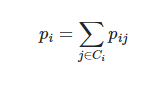 p_i = \sum_{j \in C_i} p_{ij}